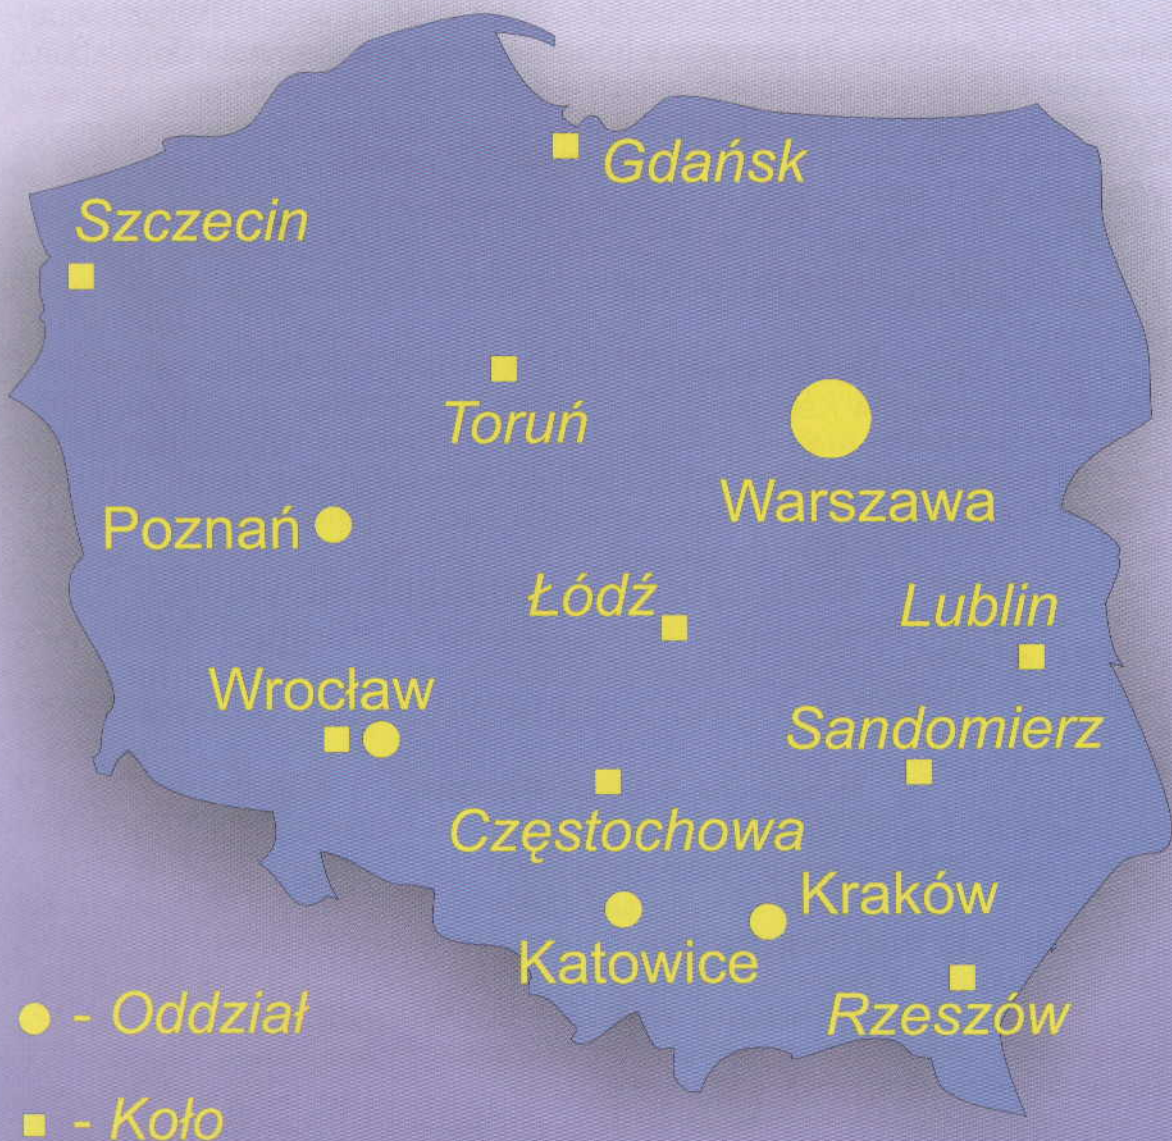 Gdańsk
Szczecin
Toruń
Warszawa
Poznań
Łódź
Lublin
Wrocław
Sandomierz
Częstochowa
Kraków
Katowice
Rzeszów
- Oddział
- Koło